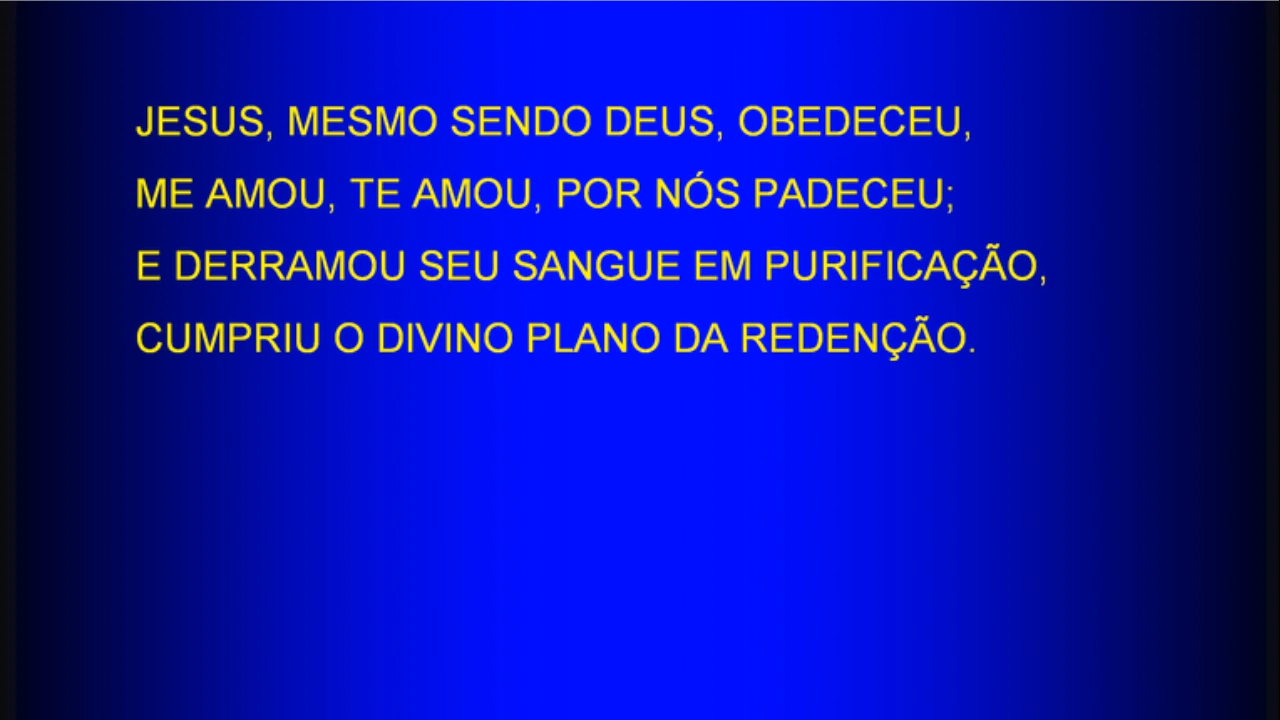 JESUS, MESMO SENDO DEUS, OBEDECEU,
ME AMOU, TE AMOU, POR NÓS PADECEU;
E DERRAMOU SEU SANGUE EM PURIFICAÇÃO,
CUMPRIU O DIVINO PLANO DA REDENÇÃO.